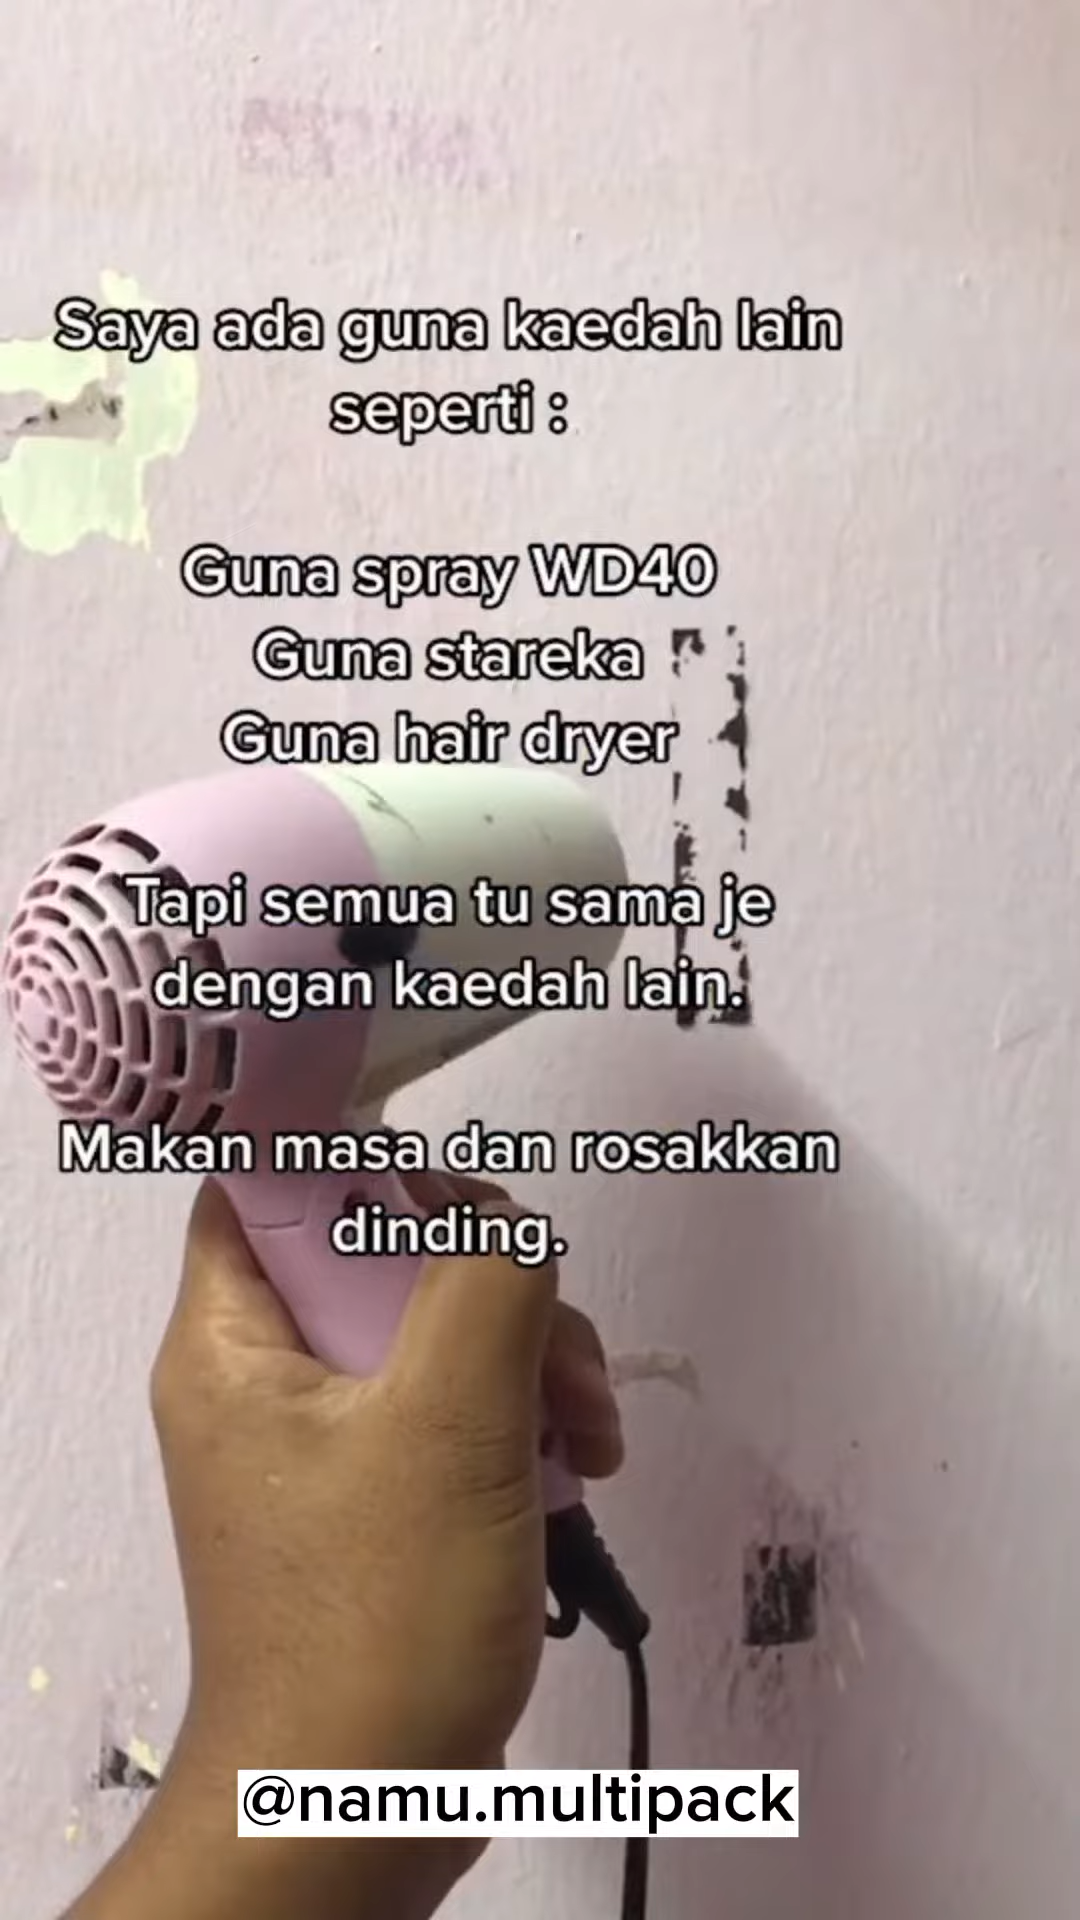 Saya ada guna kaedah lain
seperti :
Guna spray WD40
Guna stareka
Guna hair dryer
Tapi semua tu sama je
dengan kaedah lain.
Makan masa dan rosakkan
dinding.
@namu.multipack